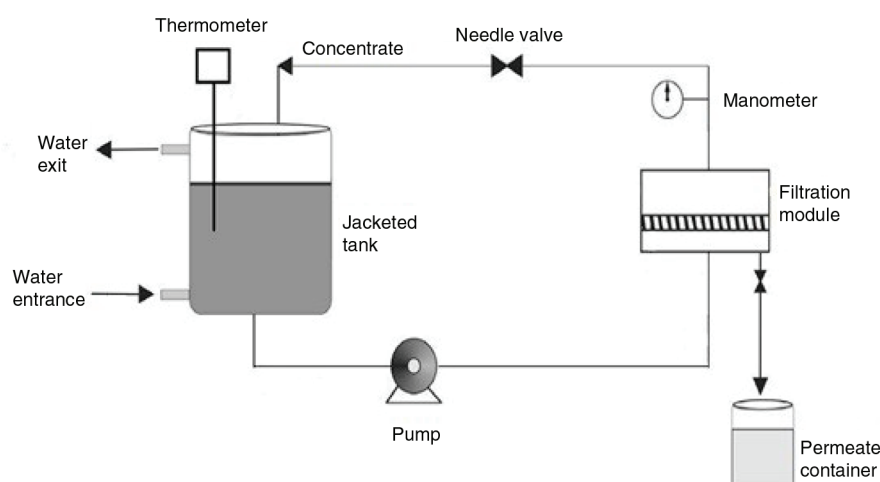 Thermometer
Concentrate
Needle valve
Manometer
Water
exit
Filtration
module
Jacketed
tank
Water
entrance
Pump
Permeate
container